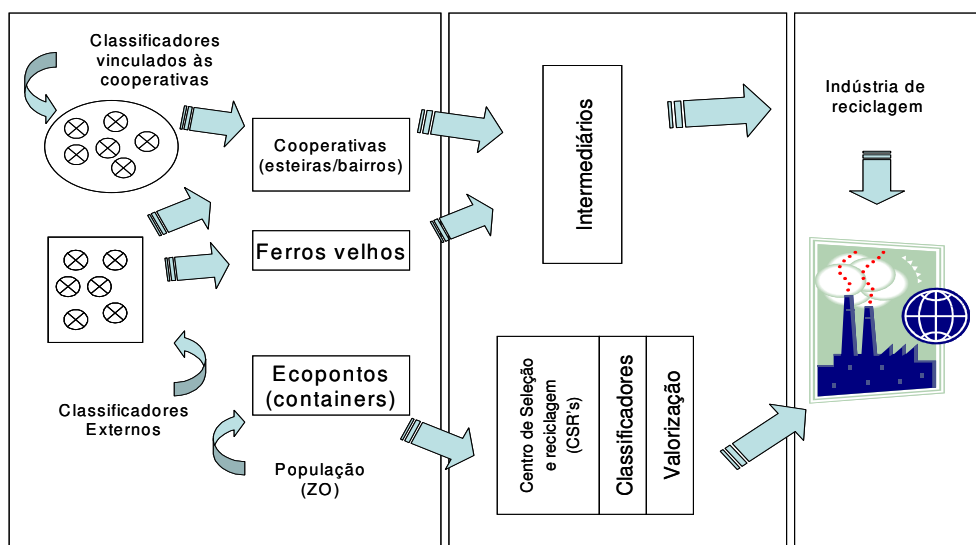 Classificadores
vinculados às
cooperativas
Cooperativas
(esteiras/bairros)
Ferros velhos
Ecopontos
(containers)
Classificadores
Externos
População
(ZO)
Intermediários
Centro de Seleção
e reciclagem
(CSR's)
Classificadores
Valorização
Indústria de
reciclagem